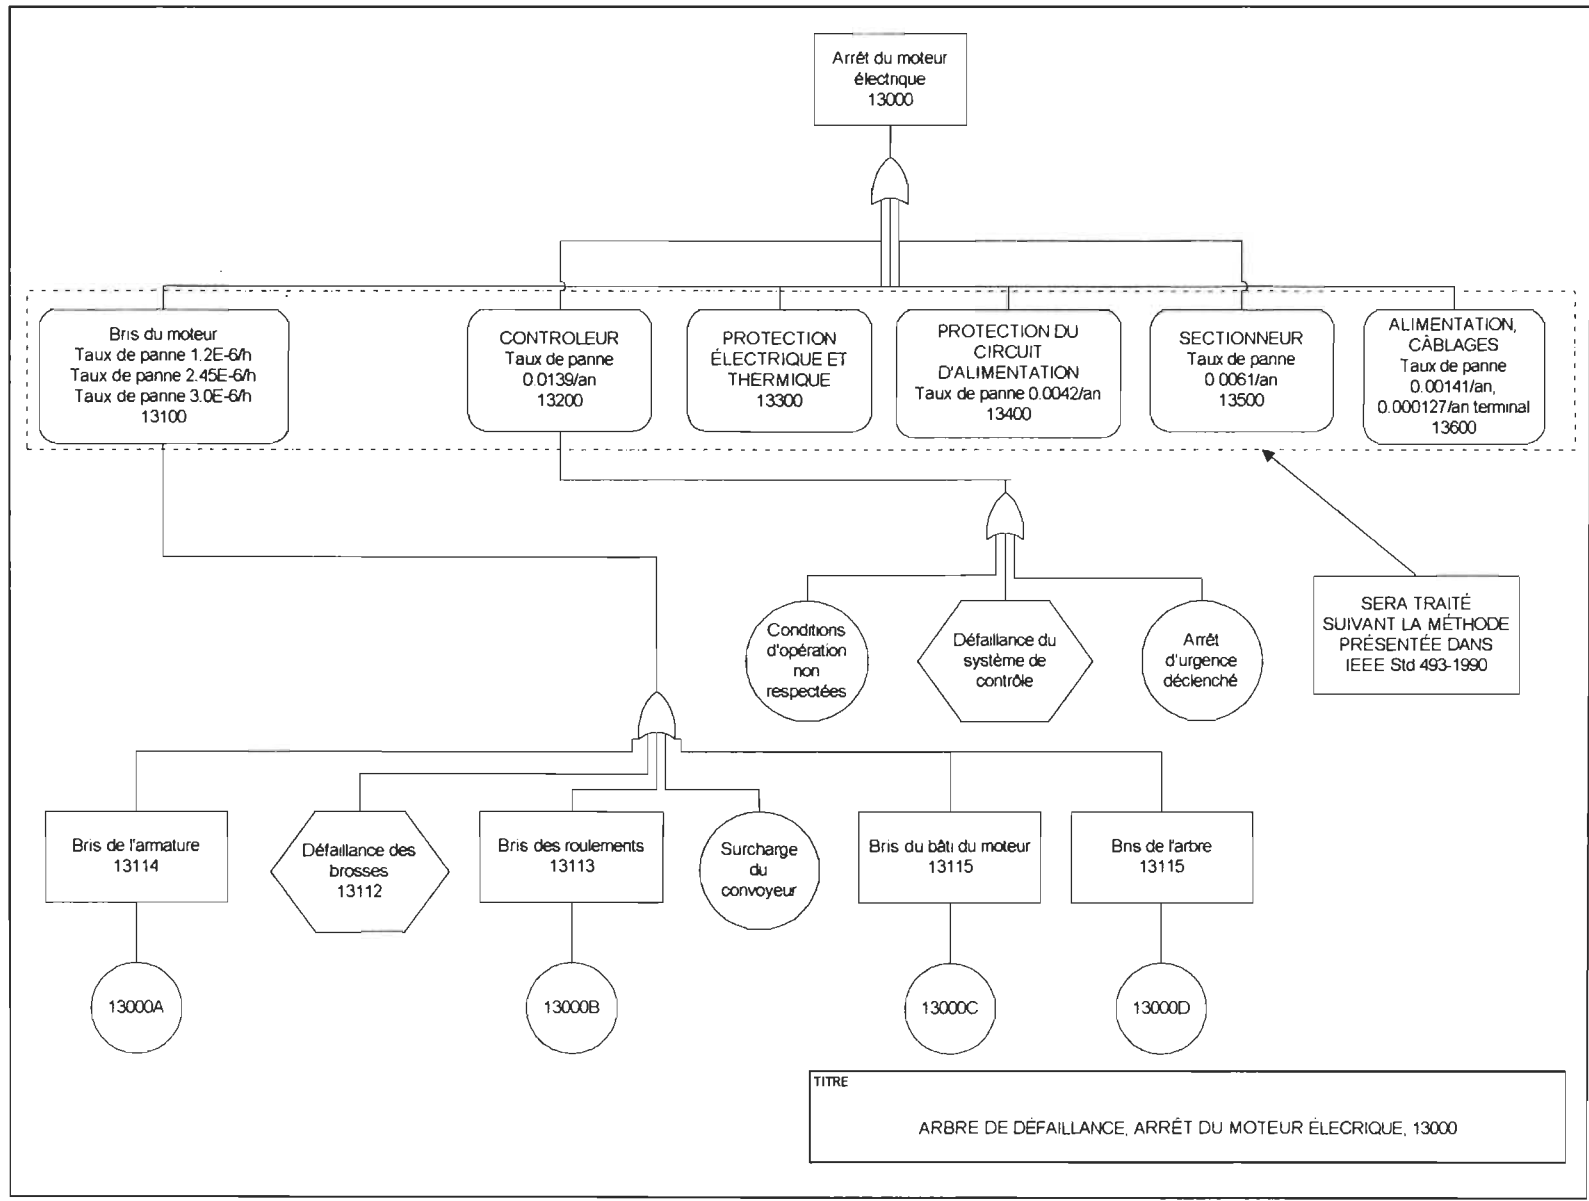 Arrêt du moteur
électrique
13000
Bris du moteur
Taux de panne 1.2E-6/h
Taux de panne 2.45E-6/h
Taux de panne 3.0E-6/h
13100
CONTROLEUR
Taux de panne
0.0139/an
13200
PROTECTION
ÉLECTRIQUE ET
THERMIQUE
13300
PROTECTION DU
CIRCUIT
D'ALIMENTATION
Taux de panne 0.0042/an
13400
SECTIONNEUR
Taux de panne
0.0061/an
13500
ALIMENTATION,
CÂBLAGES
Taux de panne
0.00141/an,
0.000127/an terminal
13600
Conditions
d'opération
non
respectées
Défaillance du
système de
contrôle
Arrêt
d'urgence
déclenché
SERA TRAITÉ
SUIVANT LA MÉTHODE
PRÉSENTÉE DANS
IEEE Std 493-1990
Bris de l'armature
13114
Défaillance des
brosses
13112
Bris des roulements
13113
Surcharge
du
convoyeur
Bris du bâti du moteur
13115
Bris de l'arbre
13115
13000A
13000B
13000C
13000D
TITRE
ARBRE DE DÉFAILLANCE, ARRÊT DU MOTEUR ÉLECRIQUE, 13000